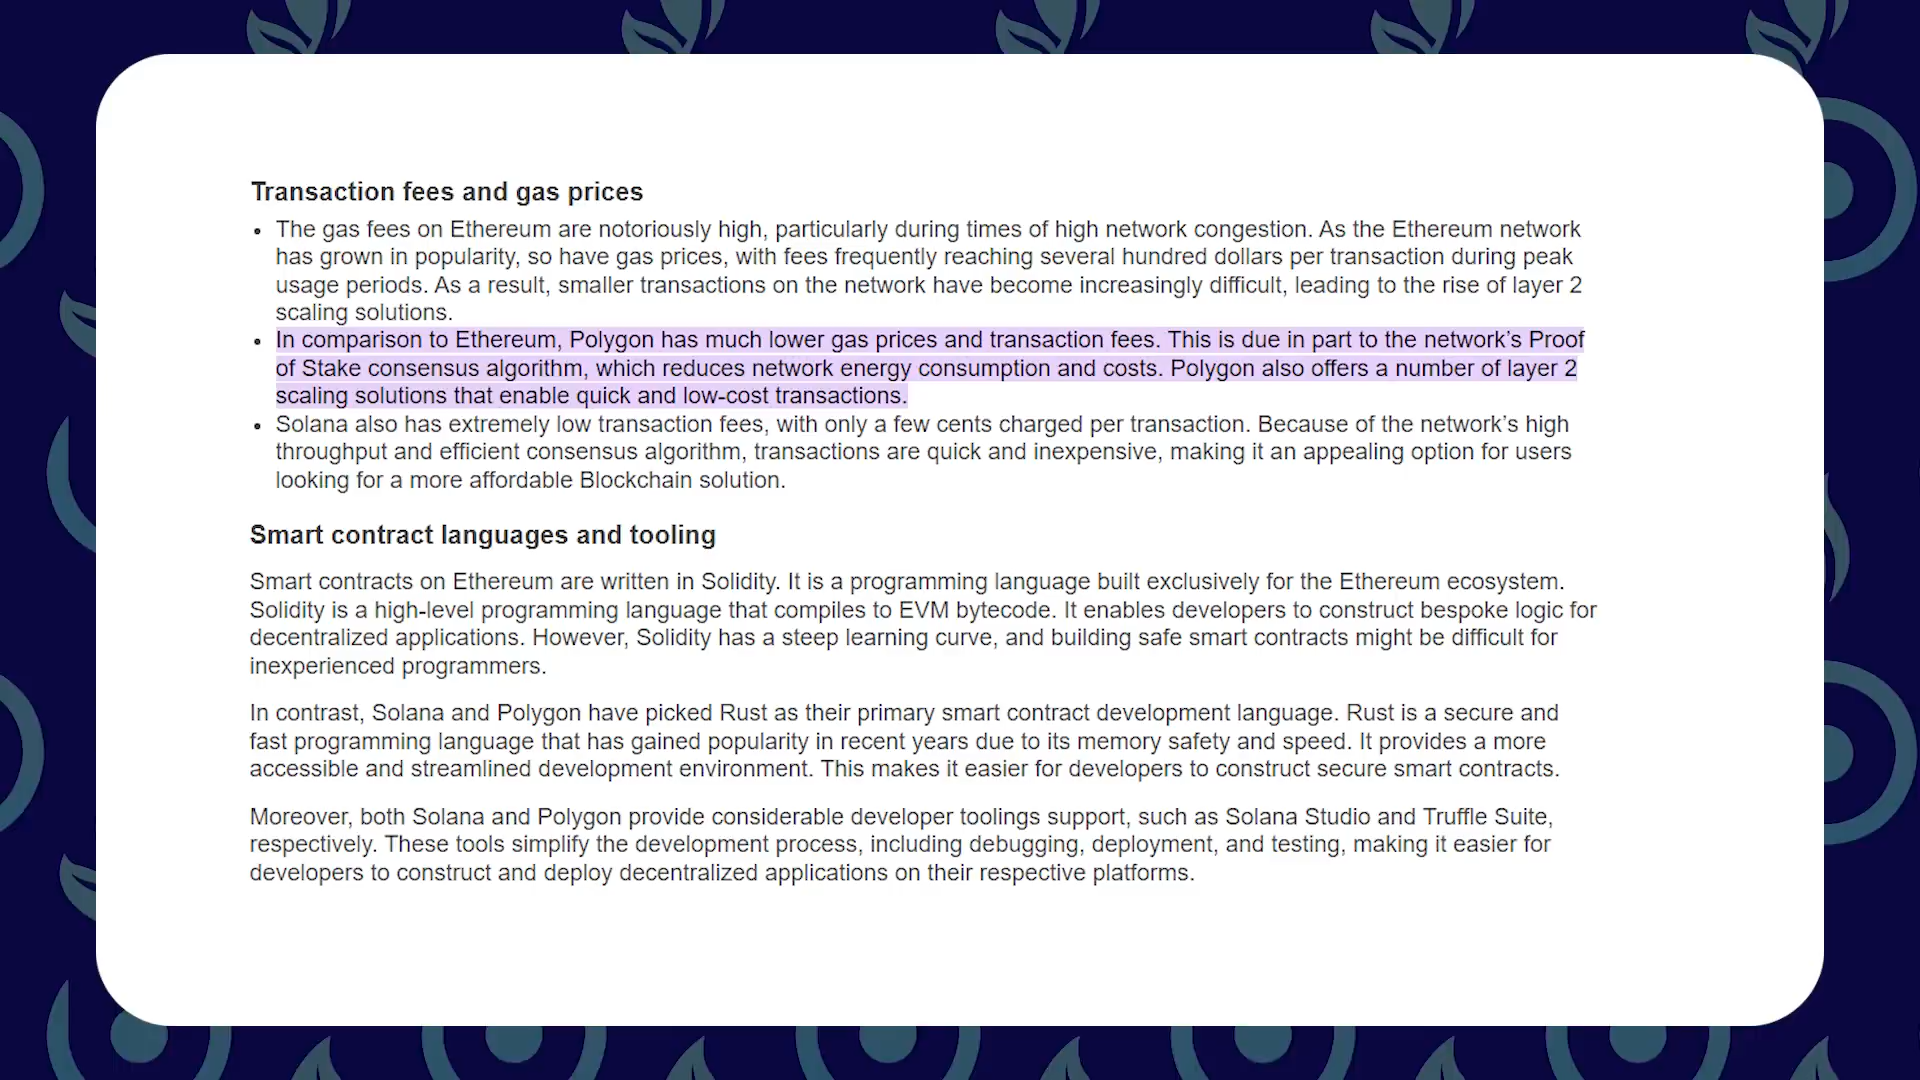 Transaction fees and gas prices
• The gas fees on Ethereum are notoriously high, particularly during times of high network congestion. As the Ethereum network
has grown in popularity, so have gas prices, with fees frequently reaching several hundred dollars per transaction during peak
usage periods. As a result, smaller transactions on the network have become increasingly difficult, leading to the rise of layer 2
scaling solutions.
• In comparison to Ethereum, Polygon has much lower gas prices and transaction fees. This is due in part to the network’s Proof
of Stake consensus algorithm, which reduces network energy consumption and costs. Polygon also offers a number of layer 2
scaling solutions that enable quick and low-cost transactions.
• Solana also has extremely low transaction fees, with only a few cents charged per transaction. Because of the network’s high
throughput and efficient consensus algorithm, transactions are quick and inexpensive, making it an appealing option for users
looking for a more affordable Blockchain solution.
Smart contract languages and tooling
Smart contracts on Ethereum are written in Solidity. It is a programming language built exclusively for the Ethereum ecosystem.
Solidity is a high-level programming language that compiles to EVM bytecode. It enables developers to construct bespoke logic for
decentralized applications. However, Solidity has a steep learning curve, and building safe smart contracts might be difficult for
inexperienced programmers.
In contrast, Solana and Polygon have picked Rust as their primary smart contract development language. Rust is a secure and
fast programming language that has gained popularity in recent years due to its memory safety and speed. It provides a more
accessible and streamlined development environment. This makes it easier for developers to construct secure smart contracts.
Moreover, both Solana and Polygon provide considerable developer toolings support, such as Solana Studio and Truffle Suite,
respectively. These tools simplify the development process, including debugging, deployment, and testing, making it easier for
developers to construct and deploy decentralized applications on their respective platforms.